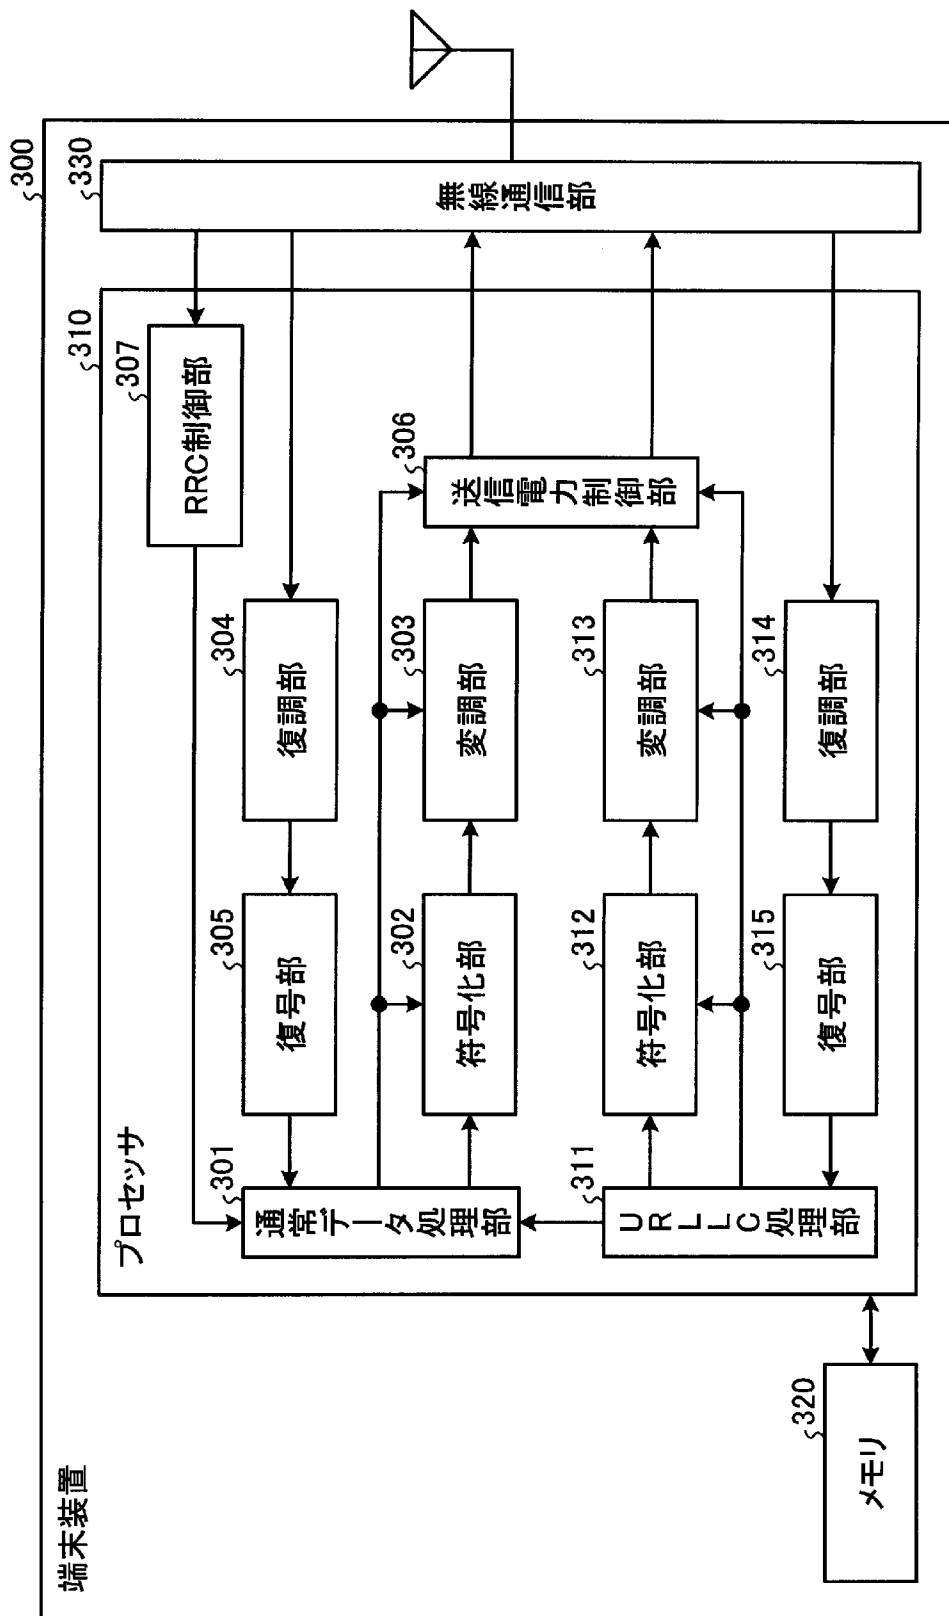 端末装置
300
プロセッサ
310
330
無線通信部
307
RRC制御部
305
復号部
304
復調部
301
通常データ処理部
302
符号化部
303
変調部
306
送信電力制御部
311
URLLC処理部
312
符号化部
313
変調部
315
復号部
314
復調部
320
メモリ